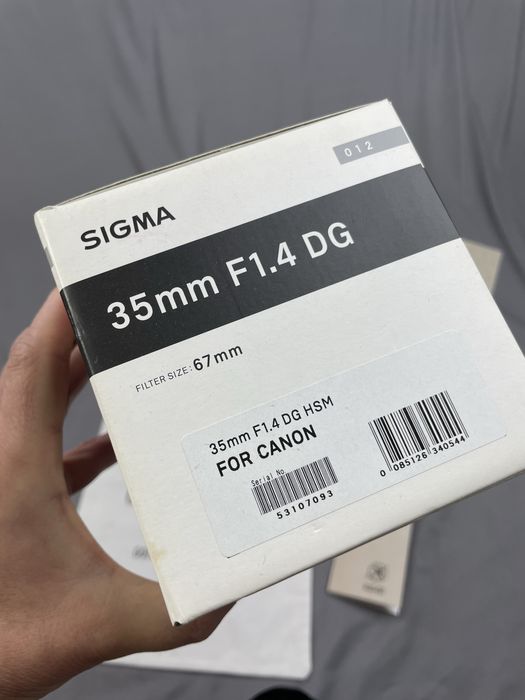 012
SIGMA
35mm F1.4 DG
FILTER SIZE: 67mm
35mm F1.4 DG HSM
FOR CANON
Serial No
53107093
0 085126 340544